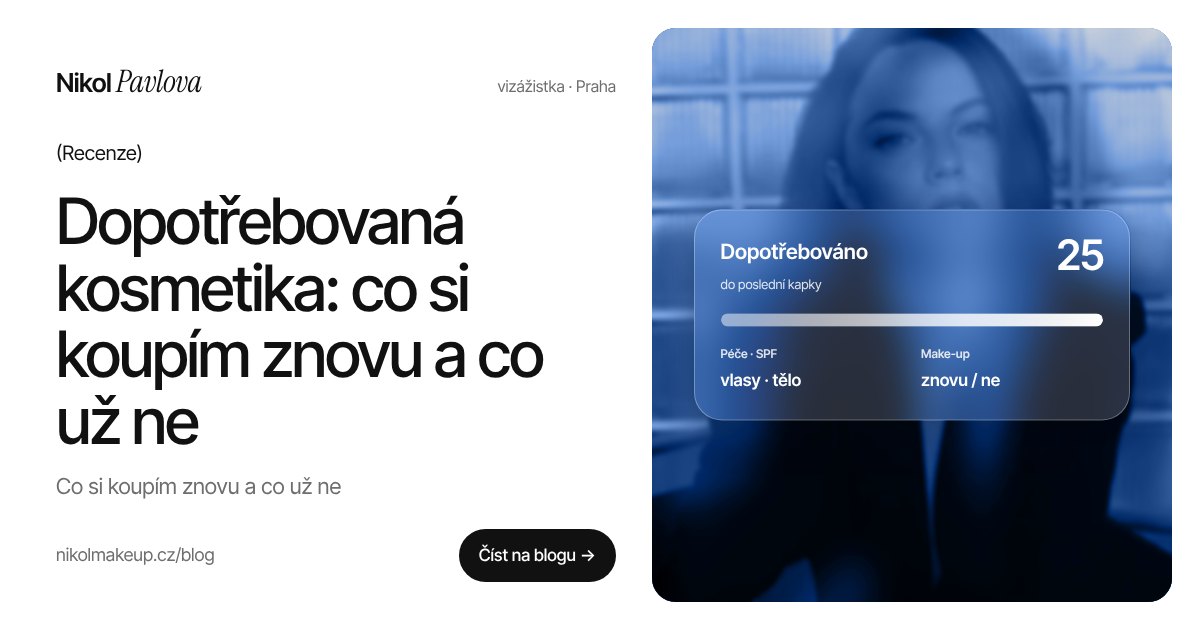 Nikol Pavlova
vizážistka · Praha
(Recenze)
Dopotřebovaná
kosmetika: co si
koupím znovu a co
už ne
Co si koupím znovu a co už ne
nikolmakeup.cz/blog
Číst na blogu →
Dopotřebováno
25
do poslední kapky
Péče · SPF
vlasy · tělo
Make-up
znovu / ne